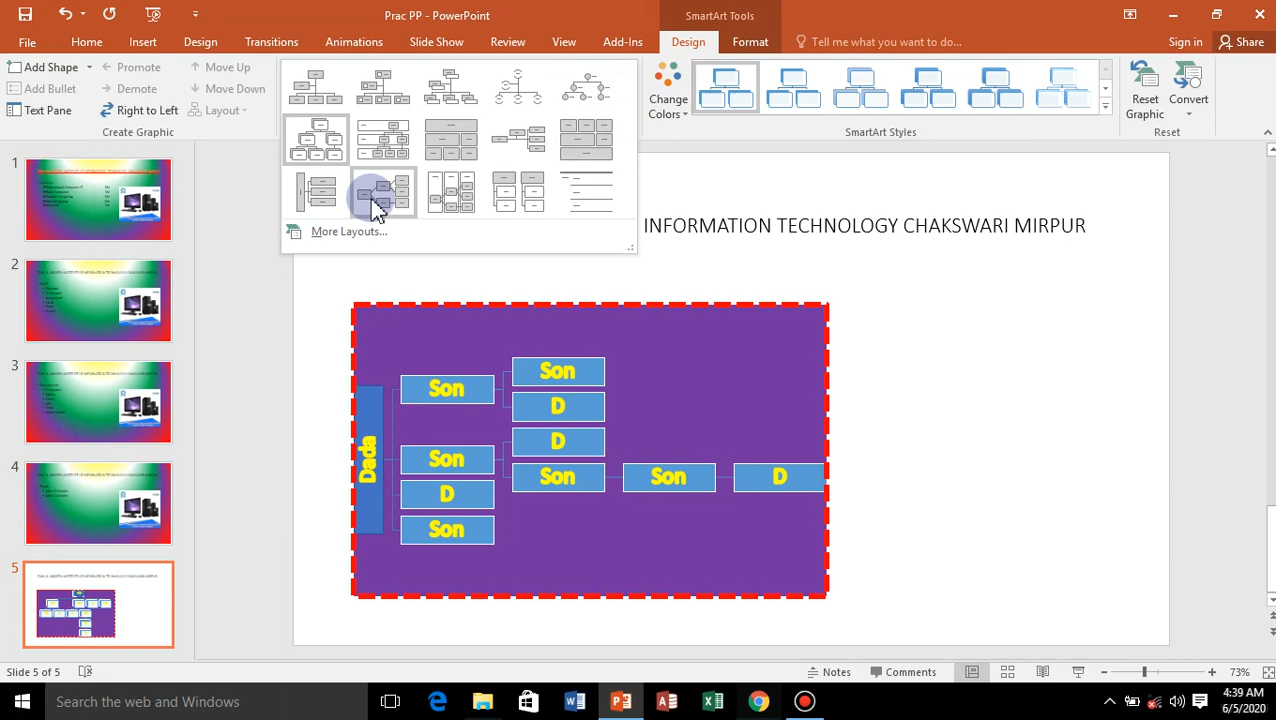 Prac PP - PowerPoint
SmartArt Tools
File
Home
Insert
Design
Transitions
Animations
Slide Show
Review
View
Add-Ins
Design
Format
Tell me what you want to do...
Sign in
Share
Add Shape
Promote
Move Up
Add Bullet
Demote
Move Down
Text Pane
Right to Left
Layout
Create Graphic
More Layouts...
Change
Colors
SmartArt Styles
Reset
Graphic
Convert
Reset
1
2
3
4
5
INFORMATION TECHNOLOGY CHAKSWARI MIRPUR
Dada
Son
Son
D
Son
Son
D
D
Son
Son
D
Slide 5 of 5
Notes
Comments
73%
Search the web and Windows
4:39 AM
6/5/2020